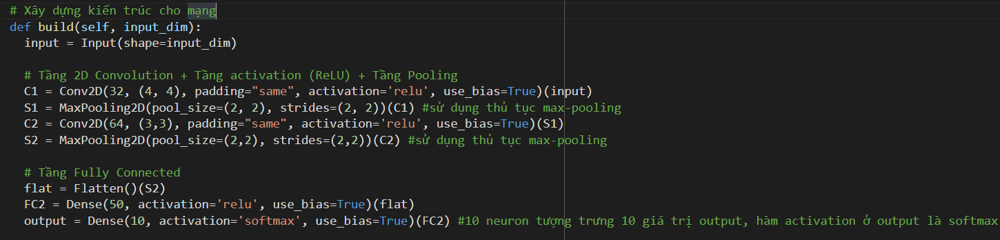 # Xây dựng kiến trúc cho mạng
def build(self, input_dim):
  input = Input(shape=input_dim)
  # Tầng 2D Convolution + Tầng activation (ReLU) + Tầng Pooling
  C1 = Conv2D(32, (4, 4), padding="same", activation='relu', use_bias=True)(input)
  S1 = MaxPooling2D(pool_size=(2, 2), strides=(2, 2))(C1) #sử dụng thủ tục max-pooling
  C2 = Conv2D(64, (3,3), padding="same", activation='relu', use_bias=True)(S1)
  S2 = MaxPooling2D(pool_size=(2,2), strides=(2,2))(C2) #sử dụng thủ tục max-pooling
  # Tầng Fully Connected
  flat = Flatten()(S2)
  FC2 = Dense(50, activation='relu', use_bias=True)(flat)
  output = Dense(10, activation='softmax', use_bias=True)(FC2) #10 neuron tượng trưng 10 giá trị output, hàm activation ở output là softmax